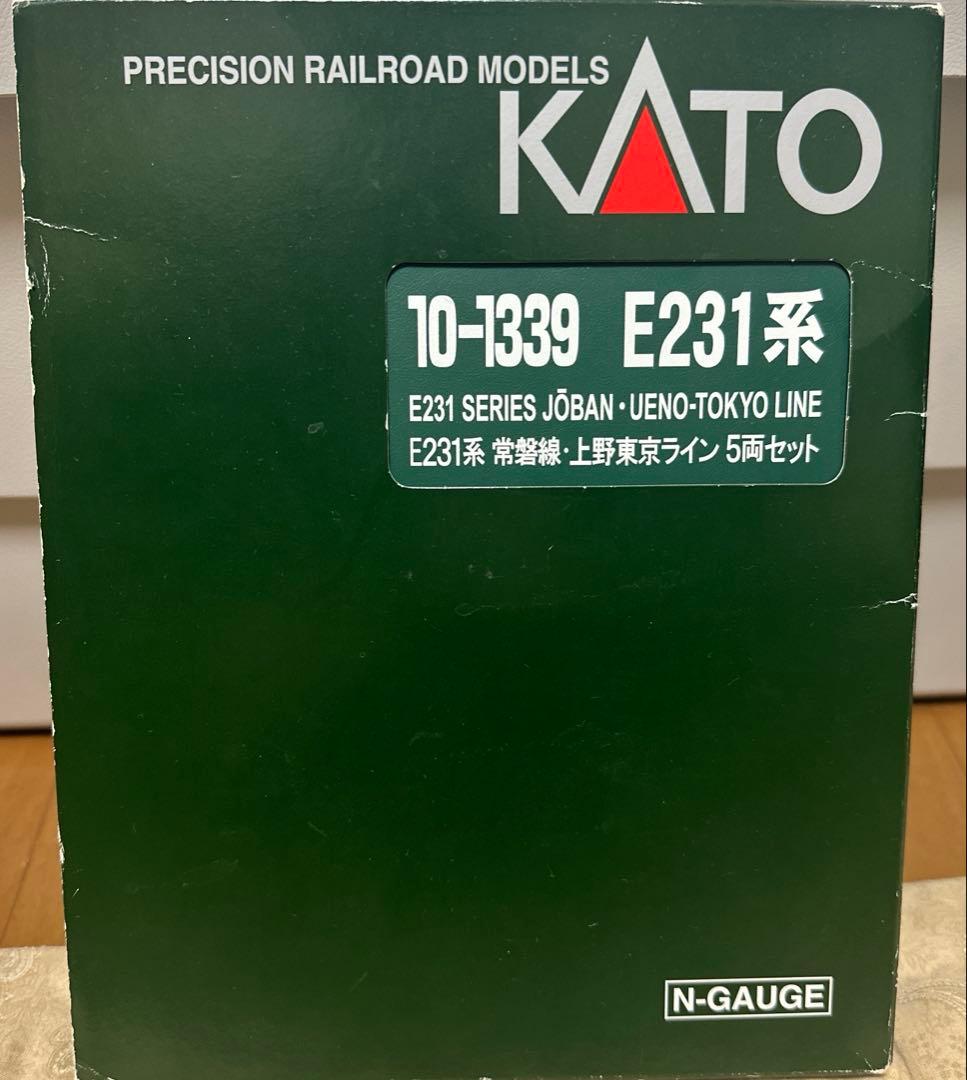 PRECISION RAILROAD MODELS
KATO
10-1339 E231系
E231 SERIES JŌBAN・UENO-TOKYO LINE
E231系 常磐線・上野東京ライン 5両セット
N-GAUGE